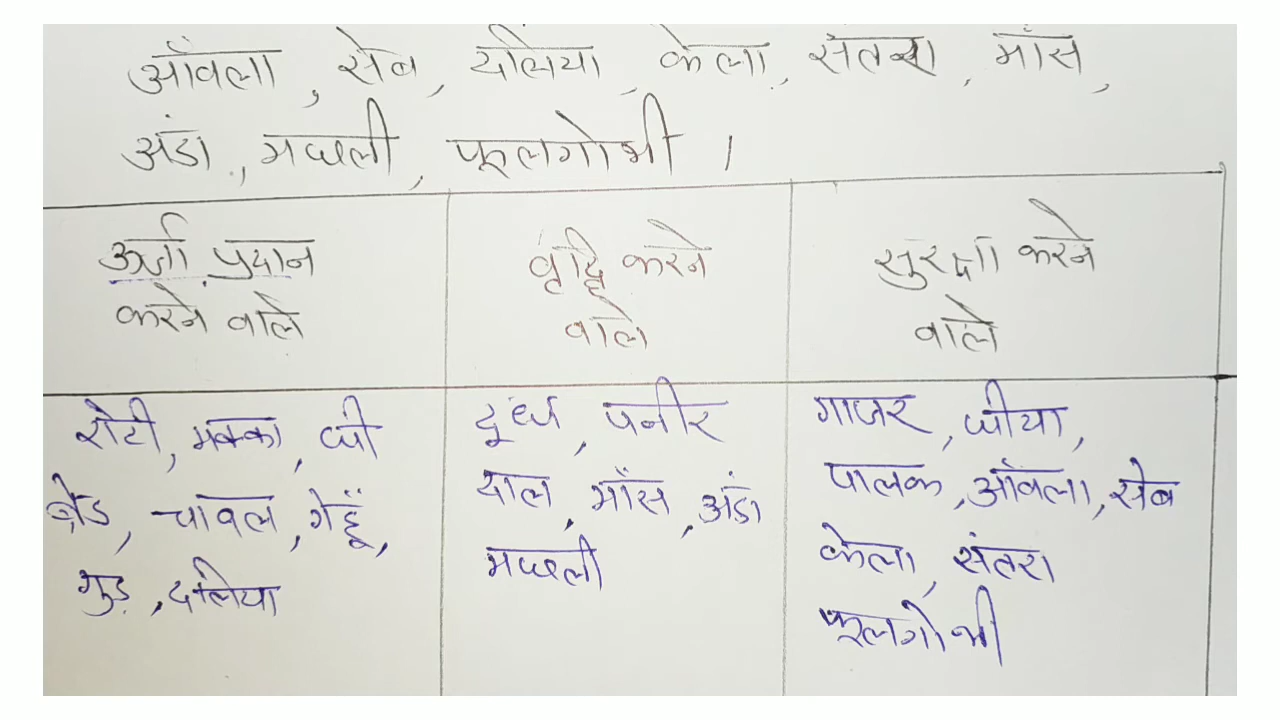 आँवला, सेब, दलिया, केला, संतरा, माँस,
अंडा, मछली, फूलगोभी ।
ऊर्जा प्रदान
करने वाले
वृद्धि करने
वाले
सुरक्षा करने
वाले
रोटी, मक्का, घी
ब्रेड, चावल, गेहूँ,
गुड़, दलिया
दूध, पनीर
दाल, माँस, अंडा
मछली
गाजर, घीया,
पालक, आँवला, सेब
केला, संतरा
फूलगोभी